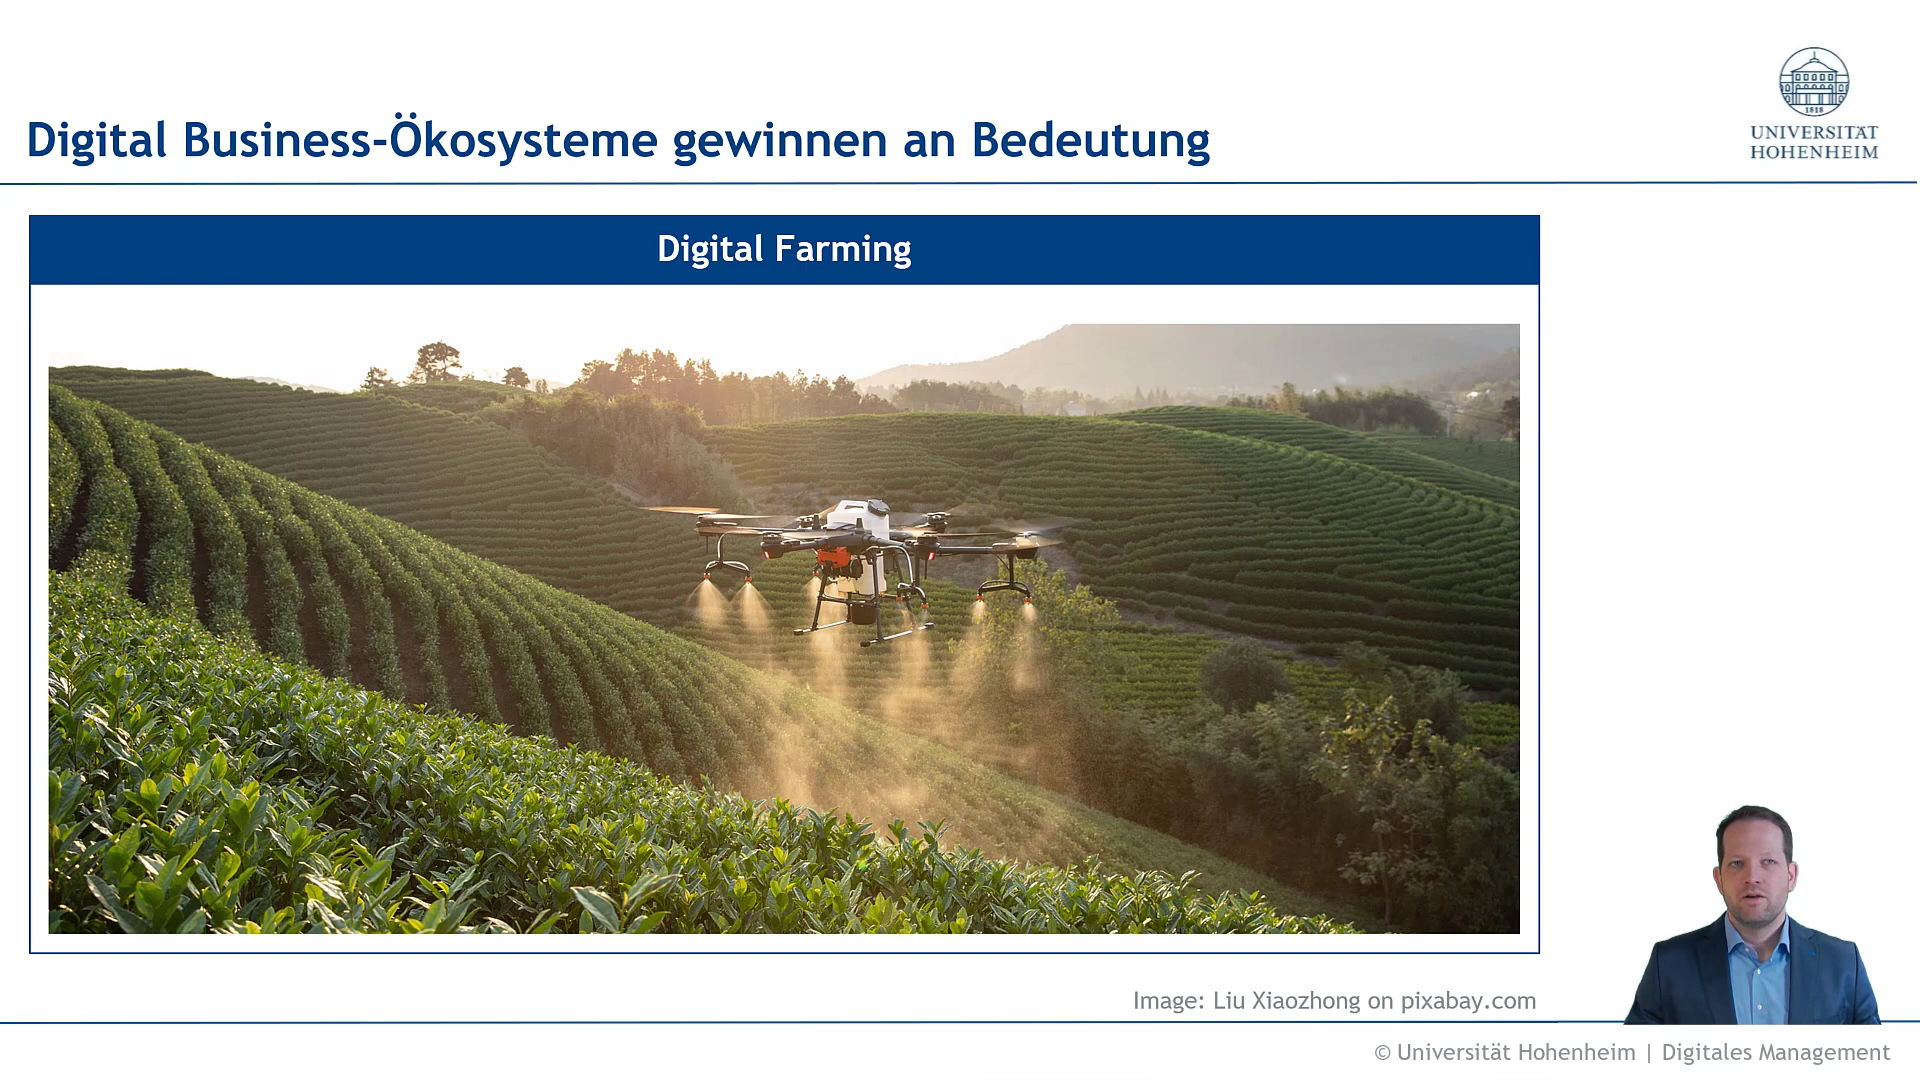 Digital Business-Ökosysteme gewinnen an Bedeutung
1818
UNIVERSITÄT
HOHENHEIM
Digital Farming
Image: Liu Xiaozhong on pixabay.com
© Universität Hohenheim | Digitales Management